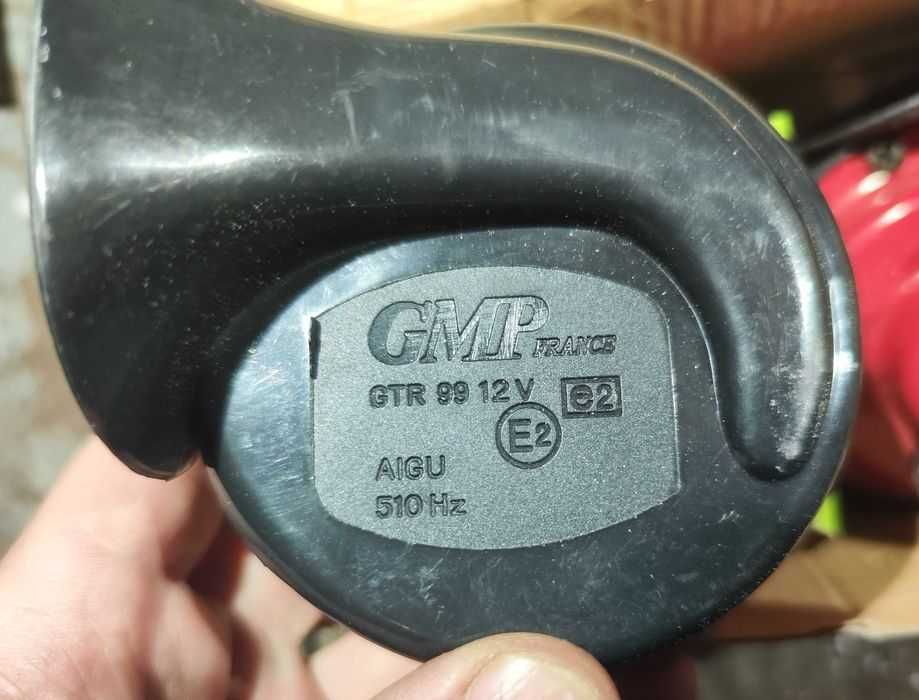 GMP FRANCE
GTR 99 12 V e2
E2
AIGU
510 Hz